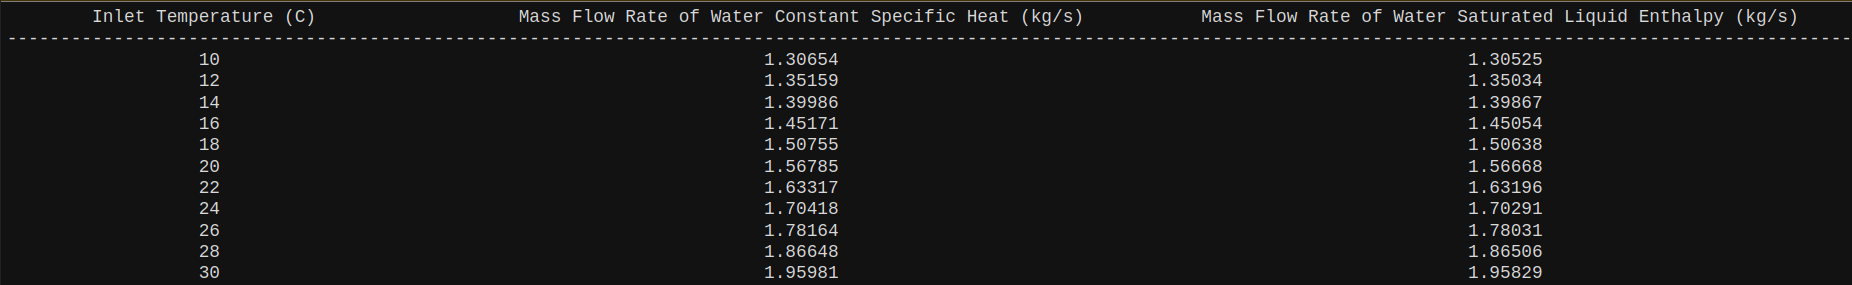 Inlet Temperature (C) Mass Flow Rate of Water Constant Specific Heat (kg/s) Mass Flow Rate of Water Saturated Liquid Enthalpy (kg/s)
-----------------------------------------------------------------------------------------------------------------------------------------------------------------------------
10 1.30654 1.30525
12 1.35159 1.35034
14 1.39986 1.39867
16 1.45171 1.45054
18 1.50755 1.50638
20 1.56785 1.56668
22 1.63317 1.63196
24 1.70418 1.70291
26 1.78164 1.78031
28 1.86648 1.86506
30 1.95981 1.95829